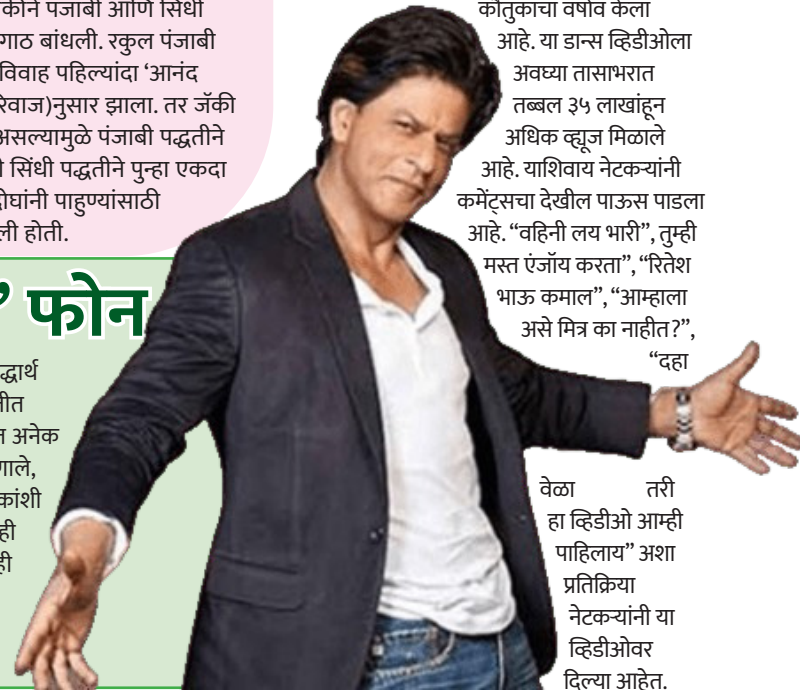 पंजाबी आणि सिंधी
गाठ बांधली. रकुल पंजाबी
विवाह पहिल्यांदा ‘आनंद
रिवाज)नुसार झाला. तर जॅकी
असल्यामुळे पंजाबी पद्धतीने
सिंधी पद्धतीने पुन्हा एकदा
दोघांनी पाहुण्यांसाठी
होती.
’ फोन
अनेक
कौतुकाचा वर्षाव केला
आहे. या डान्स व्हिडीओला
अवघ्या तासाभरात
तब्बल ३५ लाखांहून
अधिक व्ह्यूज मिळाले
आहे. याशिवाय नेटकऱ्यांनी
कमेंट्सचा देखील पाऊस पाडला
आहे. “वहिनी लय भारी”, तुम्ही
मस्त एंजॉय करता”, “रितेश
भाऊ कमाल”, “आम्हाला
असे मित्र का नाहीत?”,
“दहा
वेळा तरी
हा व्हिडीओ आम्ही
पाहिलाय” अशा
प्रतिक्रिया
नेटकऱ्यांनी या
व्हिडीओवर
दिल्या आहेत.